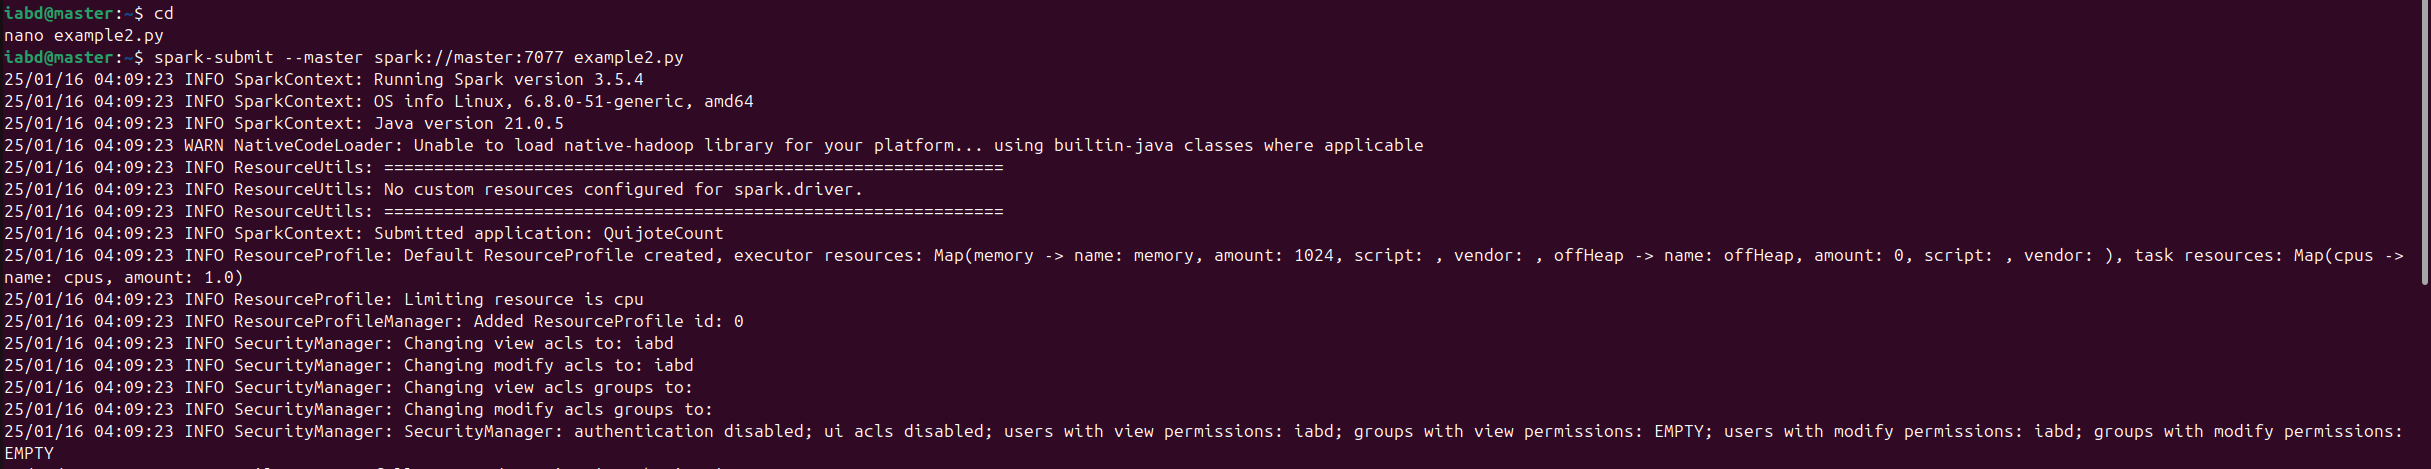 iabd@master:~$ cd
nano example2.py
iabd@master:~$ spark-submit --master spark://master:7077 example2.py
25/01/16 04:09:23 INFO SparkContext: Running Spark version 3.5.4
25/01/16 04:09:23 INFO SparkContext: OS info Linux, 6.8.0-51-generic, amd64
25/01/16 04:09:23 INFO SparkContext: Java version 21.0.5
25/01/16 04:09:23 WARN NativeCodeLoader: Unable to load native-hadoop library for your platform... using builtin-java classes where applicable
25/01/16 04:09:23 INFO ResourceUtils: ==============================================================
25/01/16 04:09:23 INFO ResourceUtils: No custom resources configured for spark.driver.
25/01/16 04:09:23 INFO ResourceUtils: ==============================================================
25/01/16 04:09:23 INFO SparkContext: Submitted application: QuijoteCount
25/01/16 04:09:23 INFO ResourceProfile: Default ResourceProfile created, executor resources: Map(memory -> name: memory, amount: 1024, script: , vendor: , offHeap -> name: offHeap, amount: 0, script: , vendor: ), task resources: Map(cpus ->
name: cpus, amount: 1.0)
25/01/16 04:09:23 INFO ResourceProfile: Limiting resource is cpu
25/01/16 04:09:23 INFO ResourceProfileManager: Added ResourceProfile id: 0
25/01/16 04:09:23 INFO SecurityManager: Changing view acls to: iabd
25/01/16 04:09:23 INFO SecurityManager: Changing modify acls to: iabd
25/01/16 04:09:23 INFO SecurityManager: Changing view acls groups to:
25/01/16 04:09:23 INFO SecurityManager: Changing modify acls groups to:
25/01/16 04:09:23 INFO SecurityManager: SecurityManager: authentication disabled; ui acls disabled; users with view permissions: iabd; groups with view permissions: EMPTY; users with modify permissions: iabd; groups with modify permissions:
EMPTY